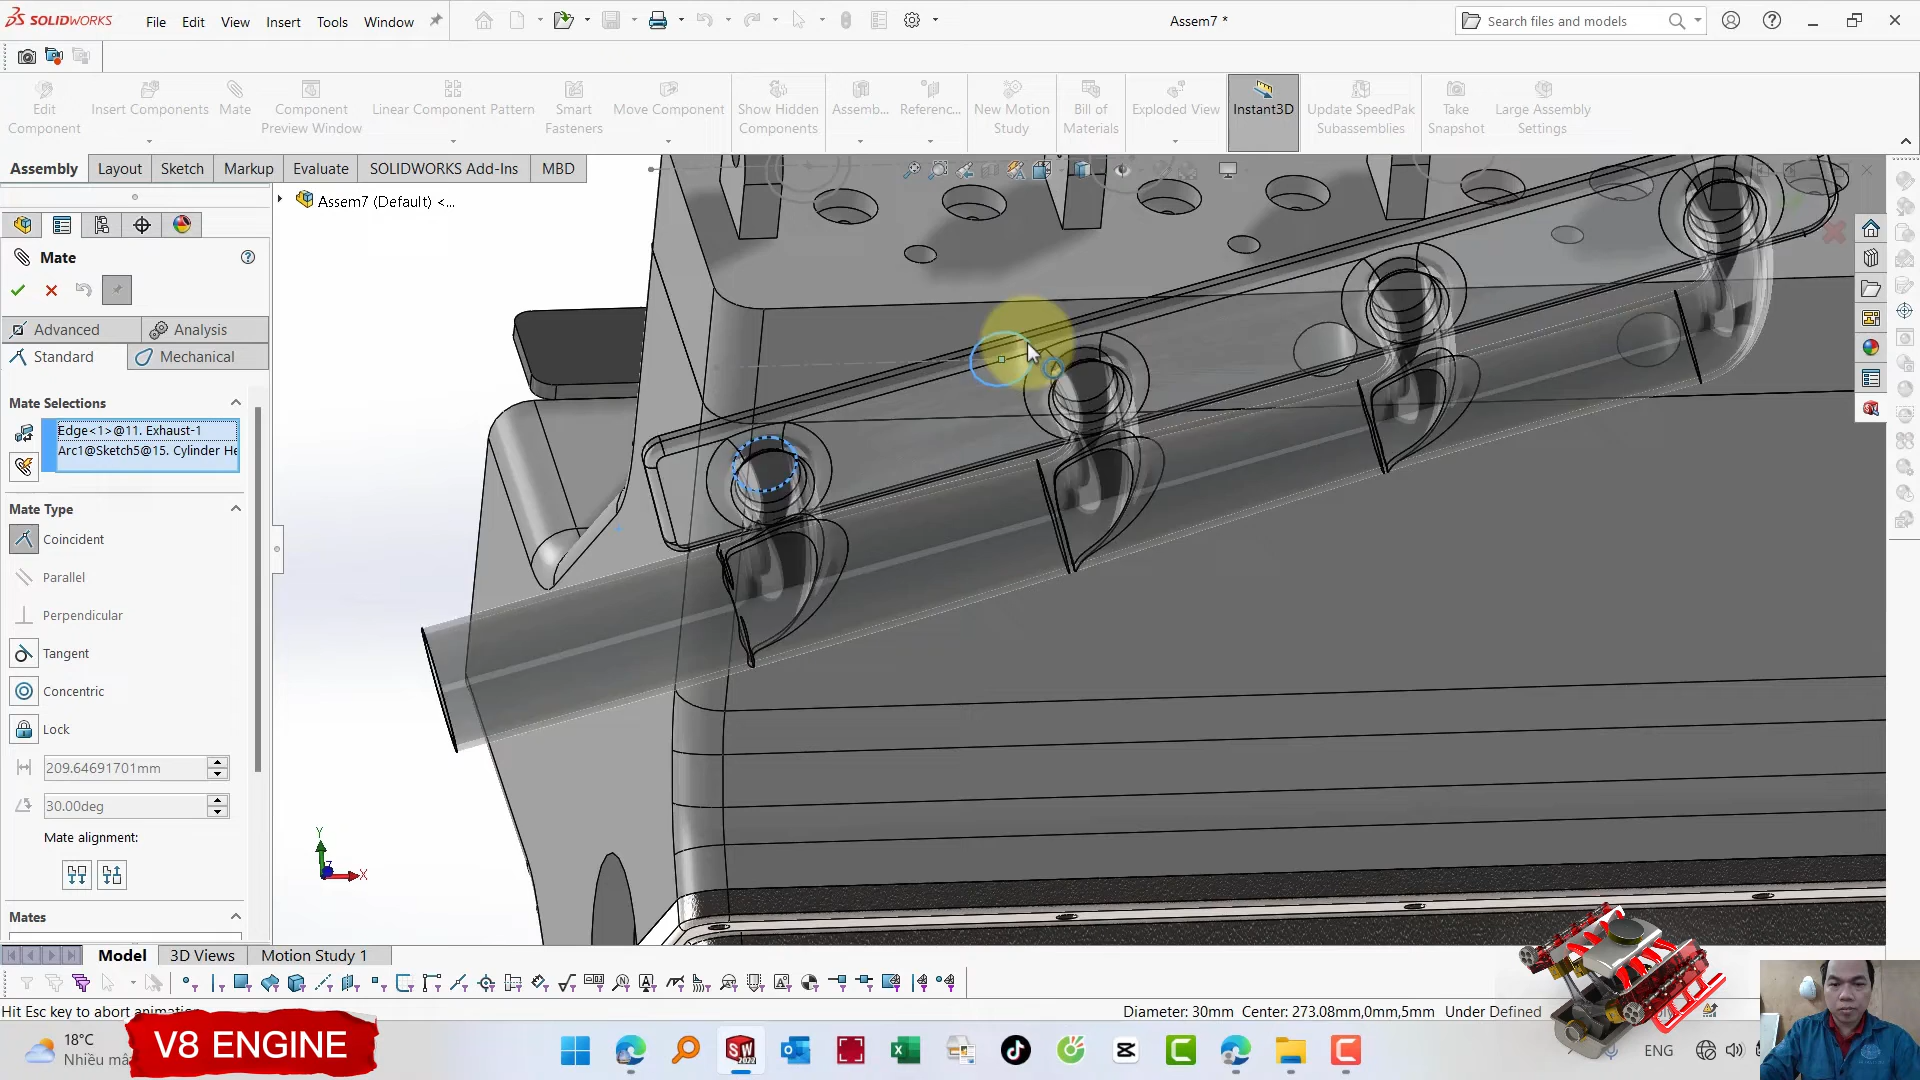 SOLIDWORKS
File Edit View Insert Tools Window
Assem7 *
Search files and models
Edit Component
Insert Components
Mate
Component Preview Window
Linear Component Pattern
Smart Fasteners
Move Component
Show Hidden Components
Assemb...
Referenc...
New Motion Study
Bill of Materials
Exploded View
Instant3D
Update SpeedPak Subassemblies
Take Snapshot
Large Assembly Settings
Assembly Layout Sketch Markup Evaluate SOLIDWORKS Add-Ins MBD
Assem7 (Default) <...
Mate
Advanced Analysis
Standard Mechanical
Mate Selections
Edge<1>@11. Exhaust-1
Arc1@Sketch5@15. Cylinder He
Mate Type
Coincident
Parallel
Perpendicular
Tangent
Concentric
Lock
209.64691701mm
30.00deg
Mate alignment:
Mates
Y
X
Z
Model 3D Views Motion Study 1
Hit Esc key to abort animation
Diameter: 30mm Center: 273.08mm,0mm,5mm Under Defined
18°C
V8 ENGINE
SW
2022
ENG